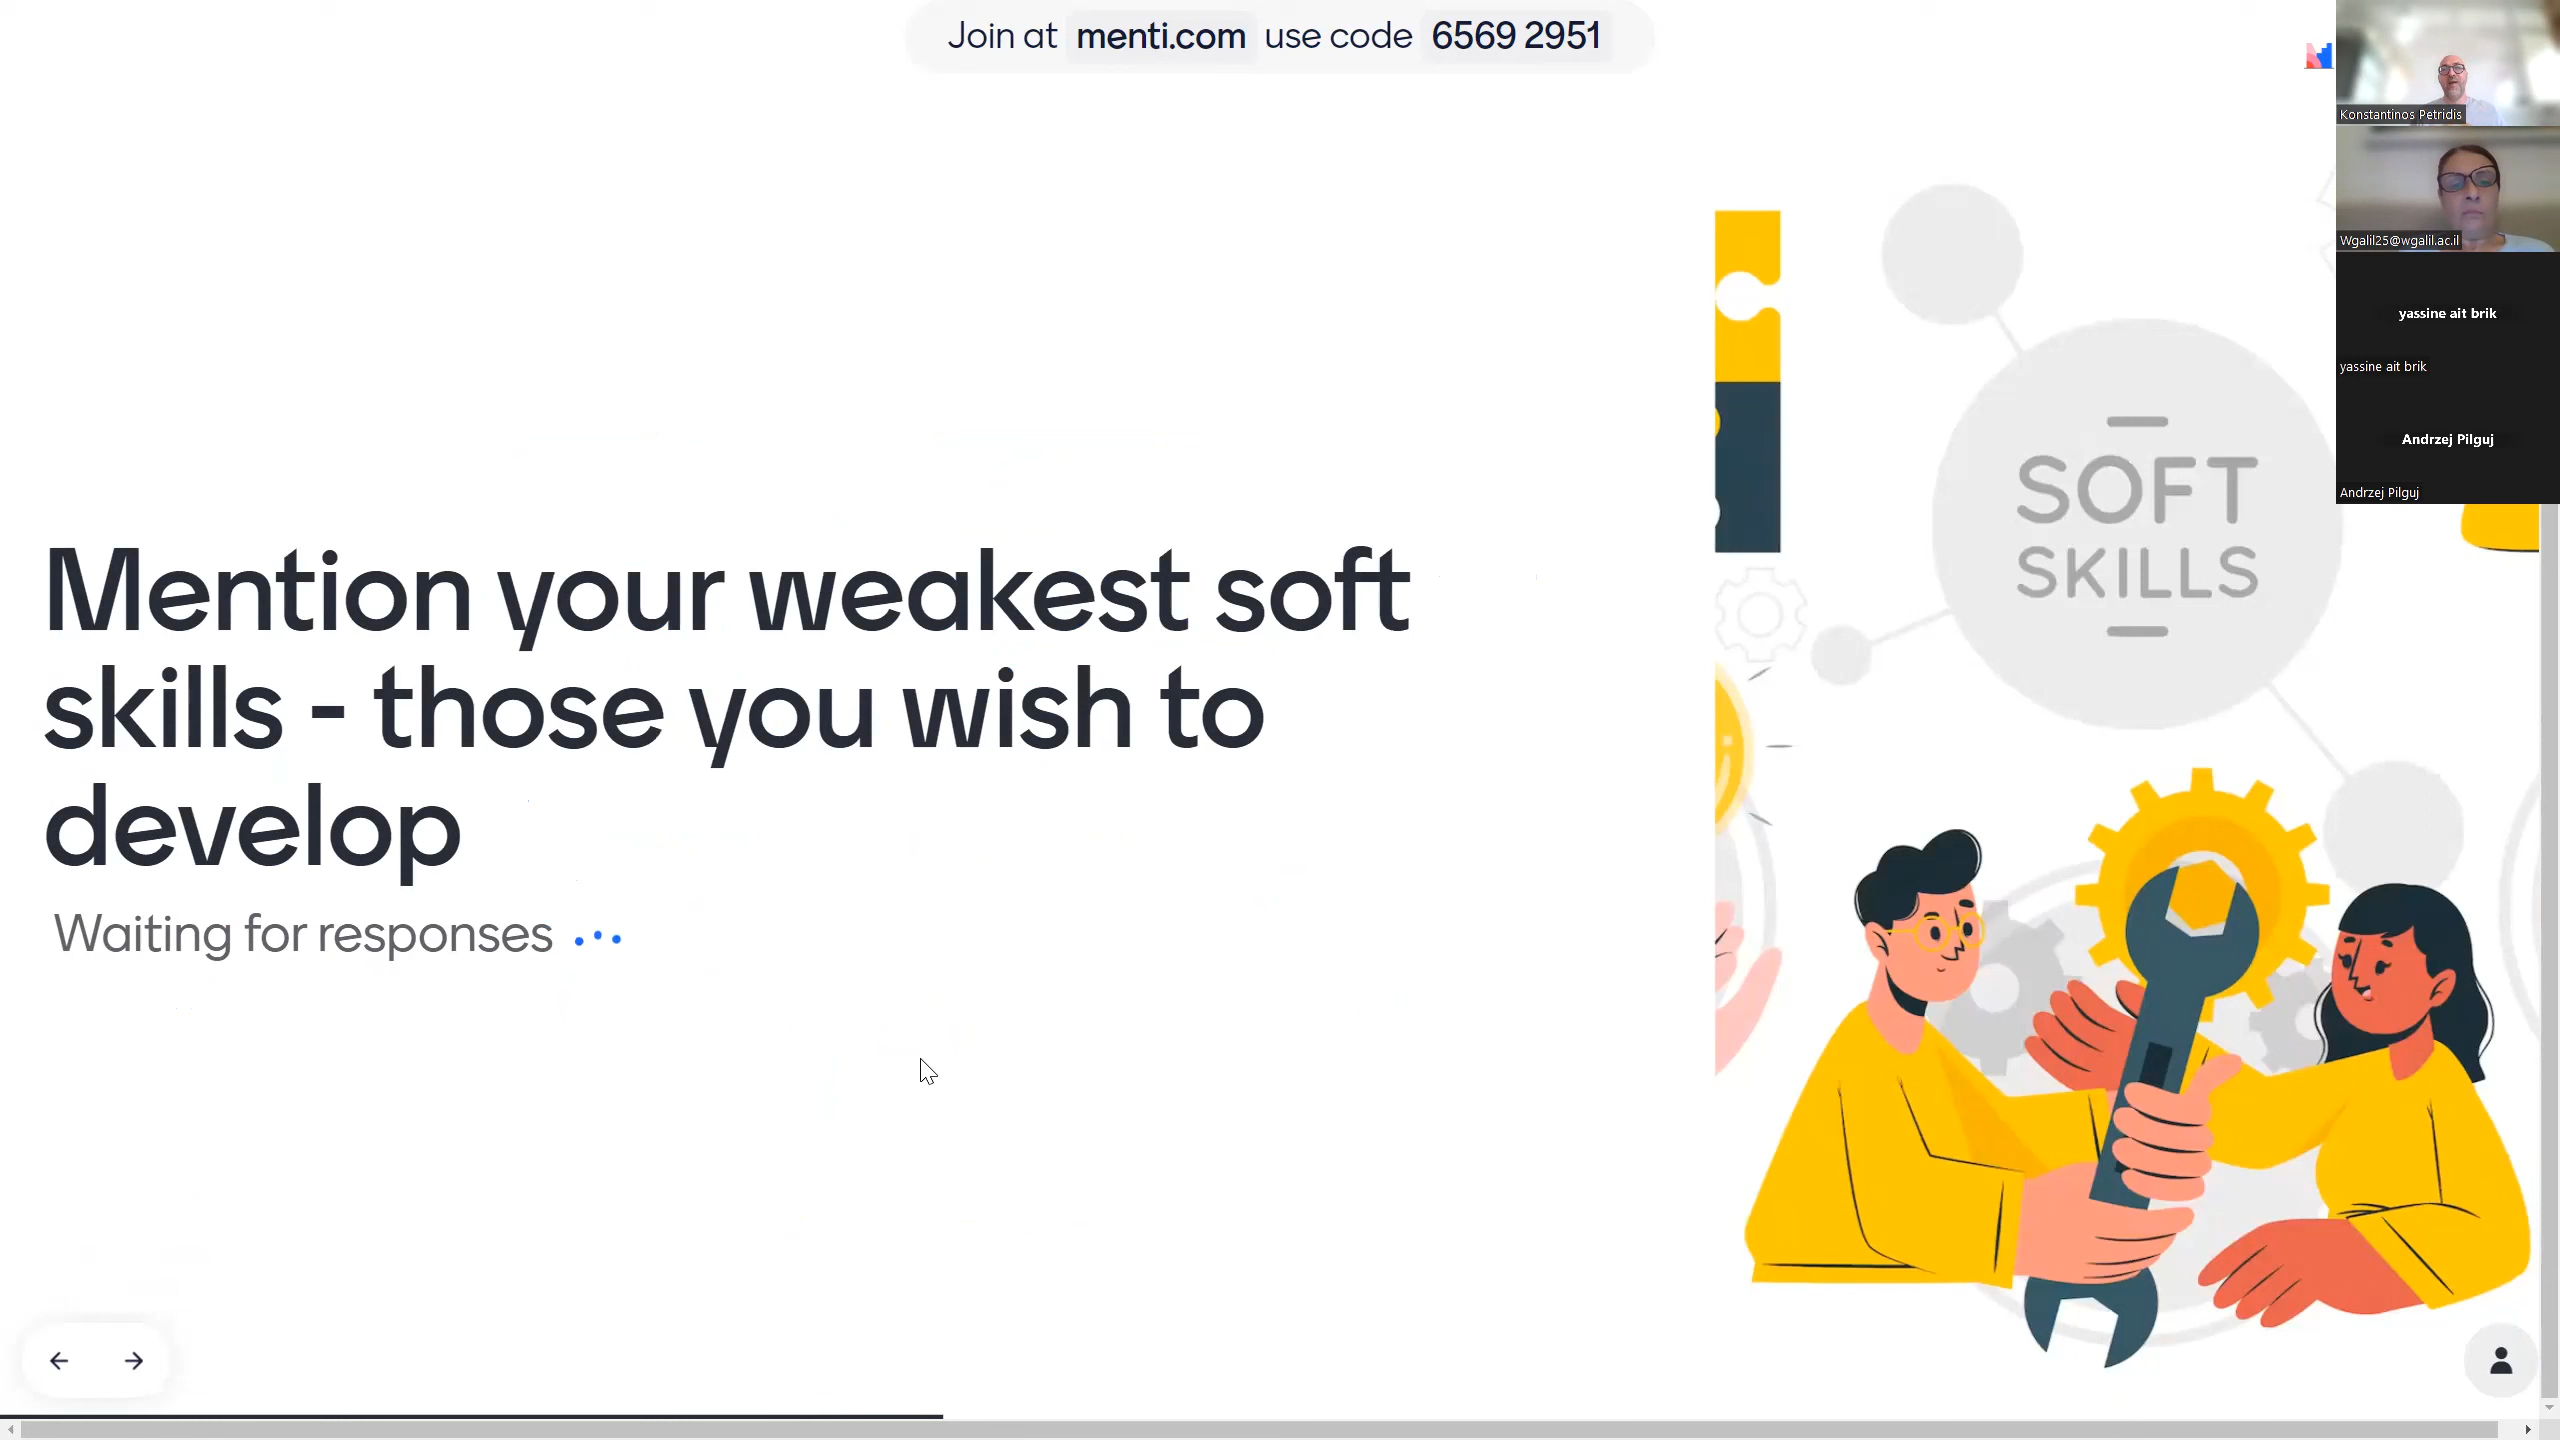 Join at menti.com use code 6569 2951
Konstantinos Petridis
Wgalil25@wgalil.ac.il
yassine ait brik
yassine ait brik
Andrzej Pilguj
Andrzej Pilguj
SOFT
SKILLS
Mention your weakest soft
skills - those you wish to
develop
Waiting for responses